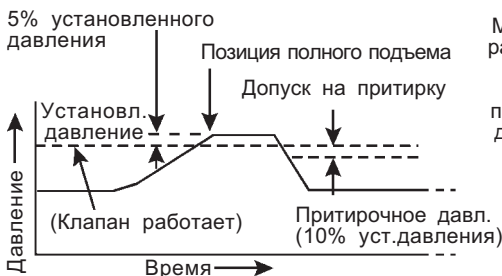 5% установленного
давления
Позиция полного подъема
Допуск на притирку
Установл.
давление
(Клапан работает)
Притирочное давл.
(10% уст.давления)
Давление
Время